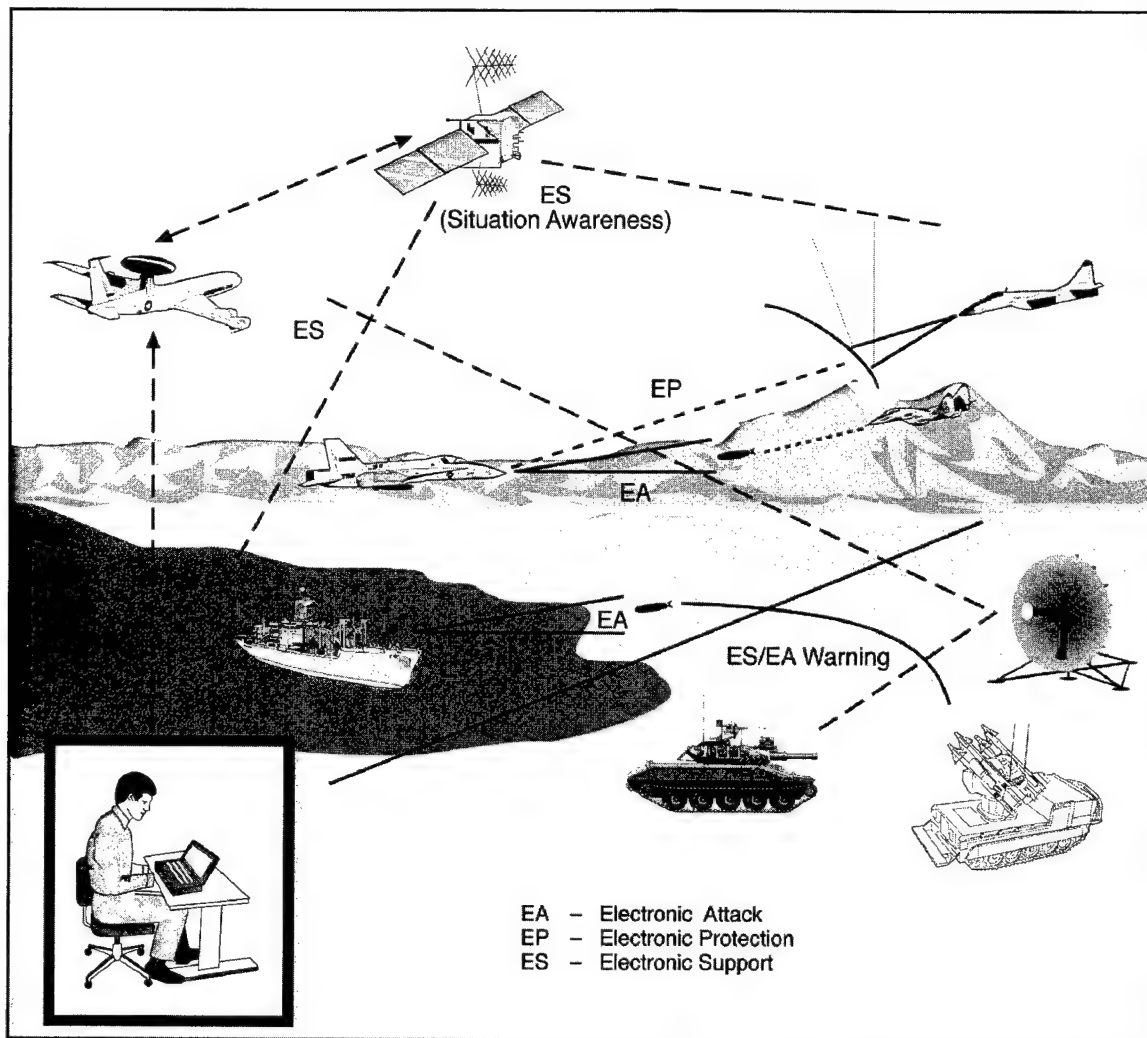 ES
(Situation Awareness)
ES
EP
EA
EA
ES/EA Warning
EA – Electronic Attack
EP – Electronic Protection
ES – Electronic Support